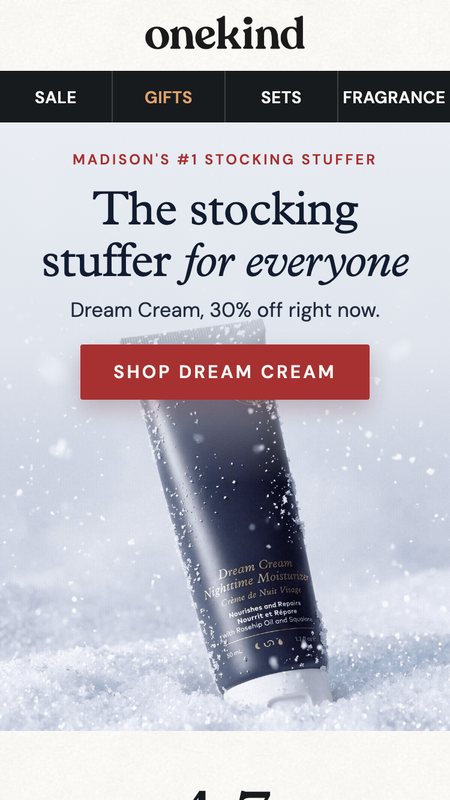 onekind
SALE GIFTS SETS FRAGRANCE
MADISON'S #1 STOCKING STUFFER
The stocking
stuffer for everyone
Dream Cream, 30% off right now.
SHOP DREAM CREAM
Dream Cream
Nighttime Moisturizer
Crème de Nuit Visage
Nourishes and Repairs
Nourrit et Répare
with Rosehip Oil and Squalane
50 mL